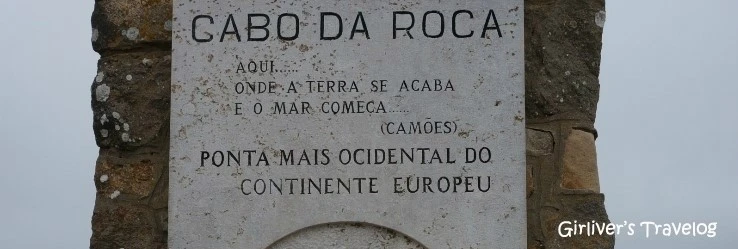 CABO DA ROCA
AQUI......
ONDE A TERRA SE ACABA
E O MAR COMEÇA.....
(CAMÕES)
PONTA MAIS OCIDENTAL DO
CONTINENTE EUROPEU
Girliver's Travelog